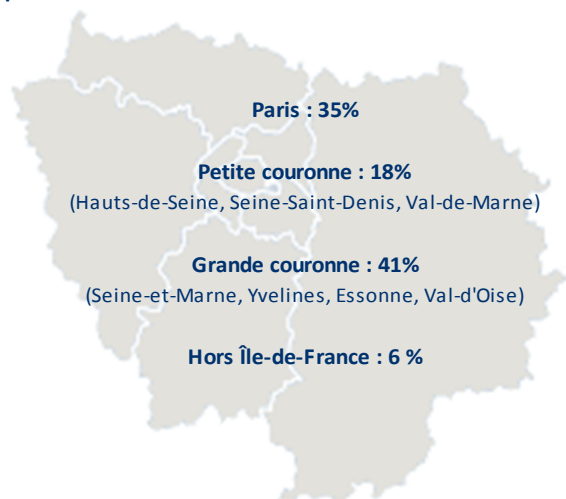 Paris : 35%
Petite couronne : 18%
(Hauts-de-Seine, Seine-Saint-Denis, Val-de-Marne)
Grande couronne : 41%
(Seine-et-Marne, Yvelines, Essonne, Val-d'Oise)
Hors Île-de-France : 6 %